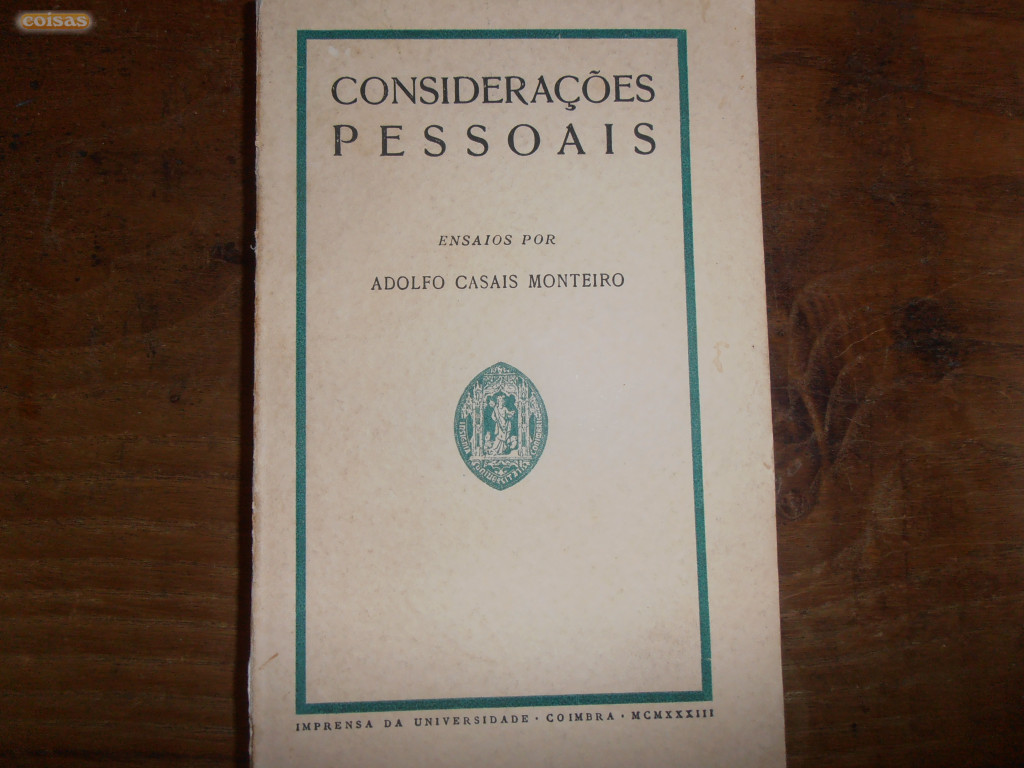 coisas
CONSIDERAÇÕES
PESSOAIS
ENSAIOS POR
ADOLFO CASAIS MONTEIRO
IMPRENSA DA UNIVERSIDADE · COIMBRA · MCMXXXIII